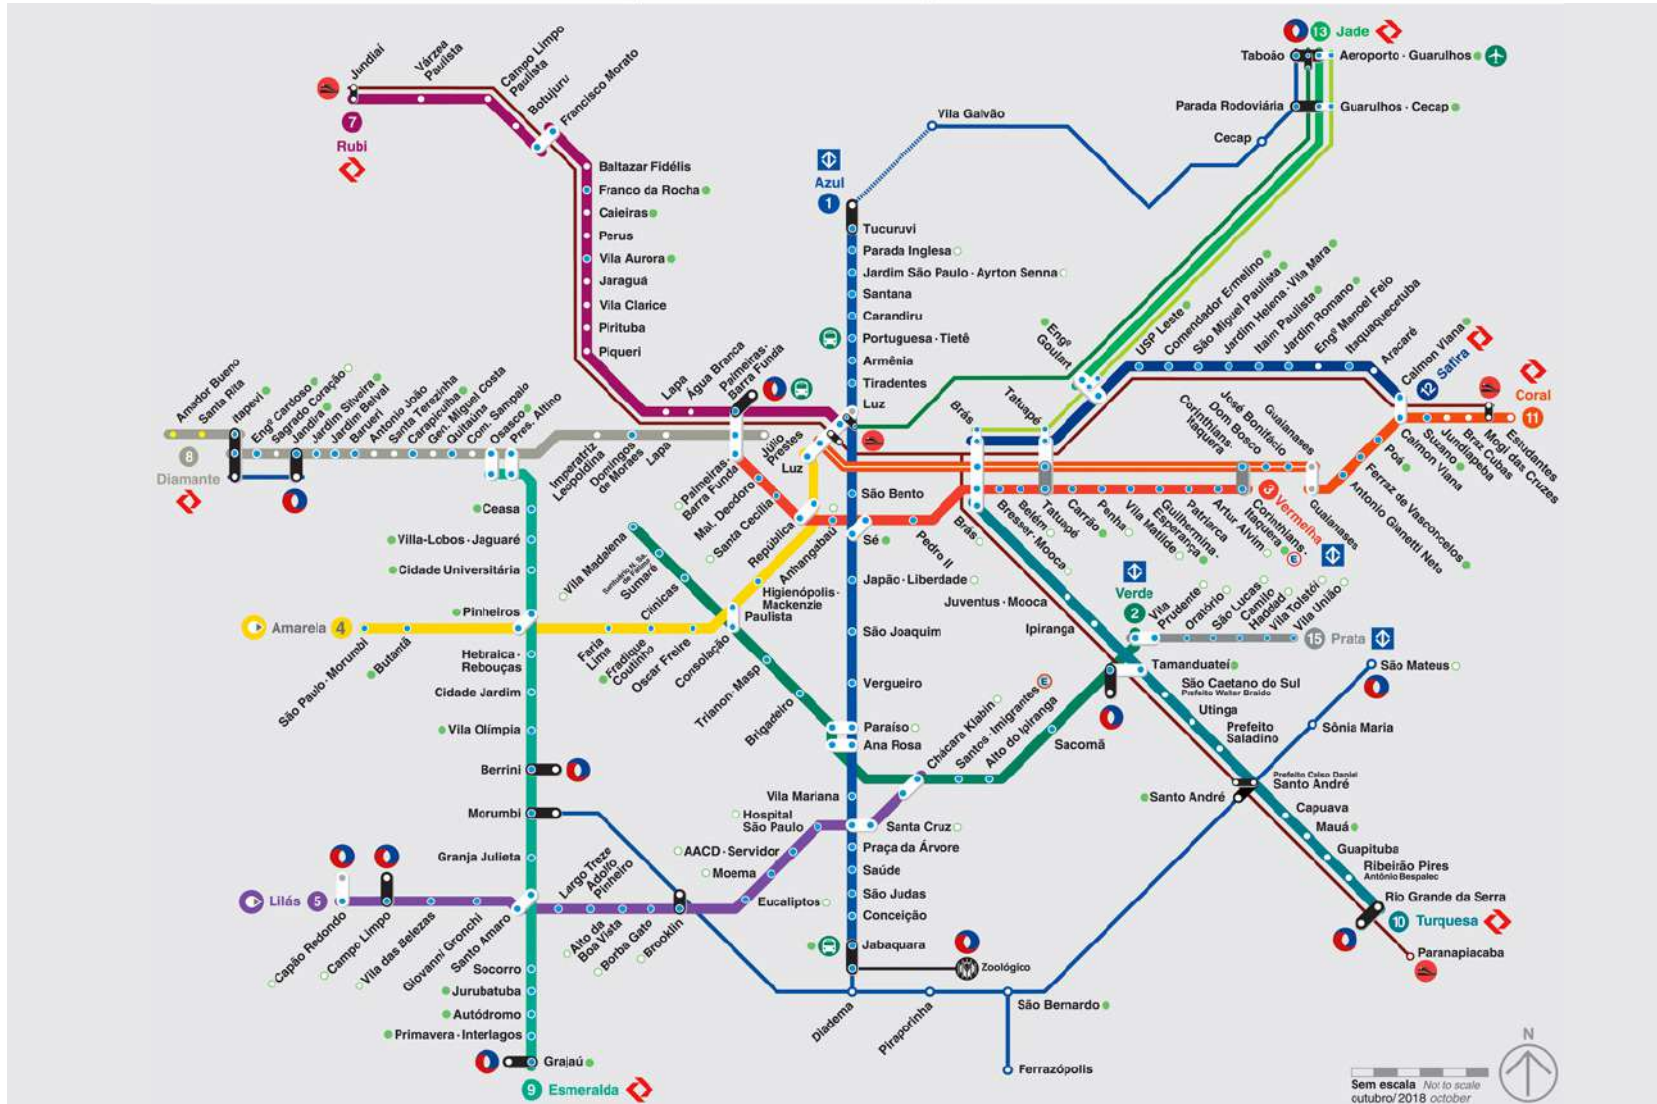 Jundiaí
Várzea
Paulista
Campo Limpo
Paulista
Botujuru
Francisco Morato
7
Rubi
Baltazar Fidélis
Franco da Rocha
Caieiras
Perus
Vila Aurora
Jaraguá
Vila Clarice
Pirituba
Piqueri
Lapa
Água Branca
Palmeiras-
Barra Funda
Azul
1
Tucuruvi
Parada Inglesa
Jardim São Paulo - Ayrton Senna
Santana
Carandiru
Portuguesa - Tietê
Armênia
Tiradentes
Luz
Vila Galvão
Cecap
Parada Rodoviária
Taboão
13 Jade
Aeroporto - Guarulhos
Guarulhos - Cecap
Engº
Goulart
USP Leste
Comendador Ermelino
São Miguel Paulista
Jardim Helena - Vila Mara
Itaim Paulista
Jardim Romano
Engº Manoel Feio
Itaquaquecetuba
Aracaré
Calmon Viana
12 Safira
Coral
11
Amador Bueno
Santa Rita
Itapevi
Engº Cardoso
Sagrado Coração
Jandira
Jardim Silveira
Jardim Belval
Barueri
Antonio João
Santa Terezinha
Carapicuíba
Gen. Miguel Costa
Quitaúna
Com. Sampaio
Osasco
Pres. Altino
8
Diamante
Imperatriz
Leopoldina
Domingos
de Moraes
Lapa
Júlio
Prestes
Luz
Palmeiras-
Barra Funda
Mal. Deodoro
Santa Cecília
República
Anhangabaú
São Bento
Sé
Pedro II
Brás
Tatuapé
Corinthians-
Itaquera
Dom Bosco
José Bonifácio
Guaianases
Brás
Bresser - Mooca
Belém
Tatuapé
Carrão
Penha
Vila Matilde
Guilhermina-
Esperança
Patriarca
Artur Alvim
Corinthians-
Itaquera
3
Vermelha
Guaianases
Antonio Gianetti Neto
Ferraz de Vasconcelos
Poá
Calmon Viana
Suzano
Jundiapeba
Braz Cubas
Mogi das Cruzes
Estudantes
Ceasa
Villa-Lobos - Jaguaré
Cidade Universitária
Pinheiros
Hebraica -
Rebouças
Cidade Jardim
Vila Olímpia
Berrini
Morumbi
Granja Julieta
Santo Amaro
Socorro
Jurubatuba
Autódromo
Primavera - Interlagos
Grajaú
9 Esmeralda
Amarela 4
São Paulo - Morumbi
Butantã
Faria
Lima
Fradique
Coutinho
Oscar Freire
Paulista
Higienópolis-
Mackenzie
Vila Madalena
Santuário N. Sa.
de Fátima
Sumaré
Clínicas
Consolação
Trianon - Masp
Brigadeiro
Paraíso
Ana Rosa
Chácara Klabin
Santos - Imigrantes
Alto do Ipiranga
Sacomã
Tamanduateí
Verde
2
Vila
Prudente
Oratório
São Lucas
Camilo
Haddad
Vila Tolstói
Vila União
15 Prata
Japão - Liberdade
São Joaquim
Vergueiro
Vila Mariana
Santa Cruz
Praça da Árvore
Saúde
São Judas
Conceição
Jabaquara
Zoológico
Juventus - Mooca
Ipiranga
São Caetano do Sul
Prefeito Walter Braido
Utinga
Prefeito
Saladino
Prefeito Celso Daniel
Santo André
Capuava
Mauá
Guapituba
Ribeirão Pires
Antônio Bespalec
Rio Grande da Serra
10 Turquesa
Paranapiacaba
São Mateus
Sônia Maria
Santo André
São Bernardo
Ferrazópolis
Piraporinha
Diadema
Lilás 5
Capão Redondo
Campo Limpo
Vila das Belezas
Giovanni Gronchi
Largo Treze
Adolfo
Pinheiro
Alto da
Boa Vista
Borba Gato
Brooklin
Eucaliptos
Moema
AACD - Servidor
Hospital
São Paulo
N
Sem escala Not to scale
outubro/2018 october